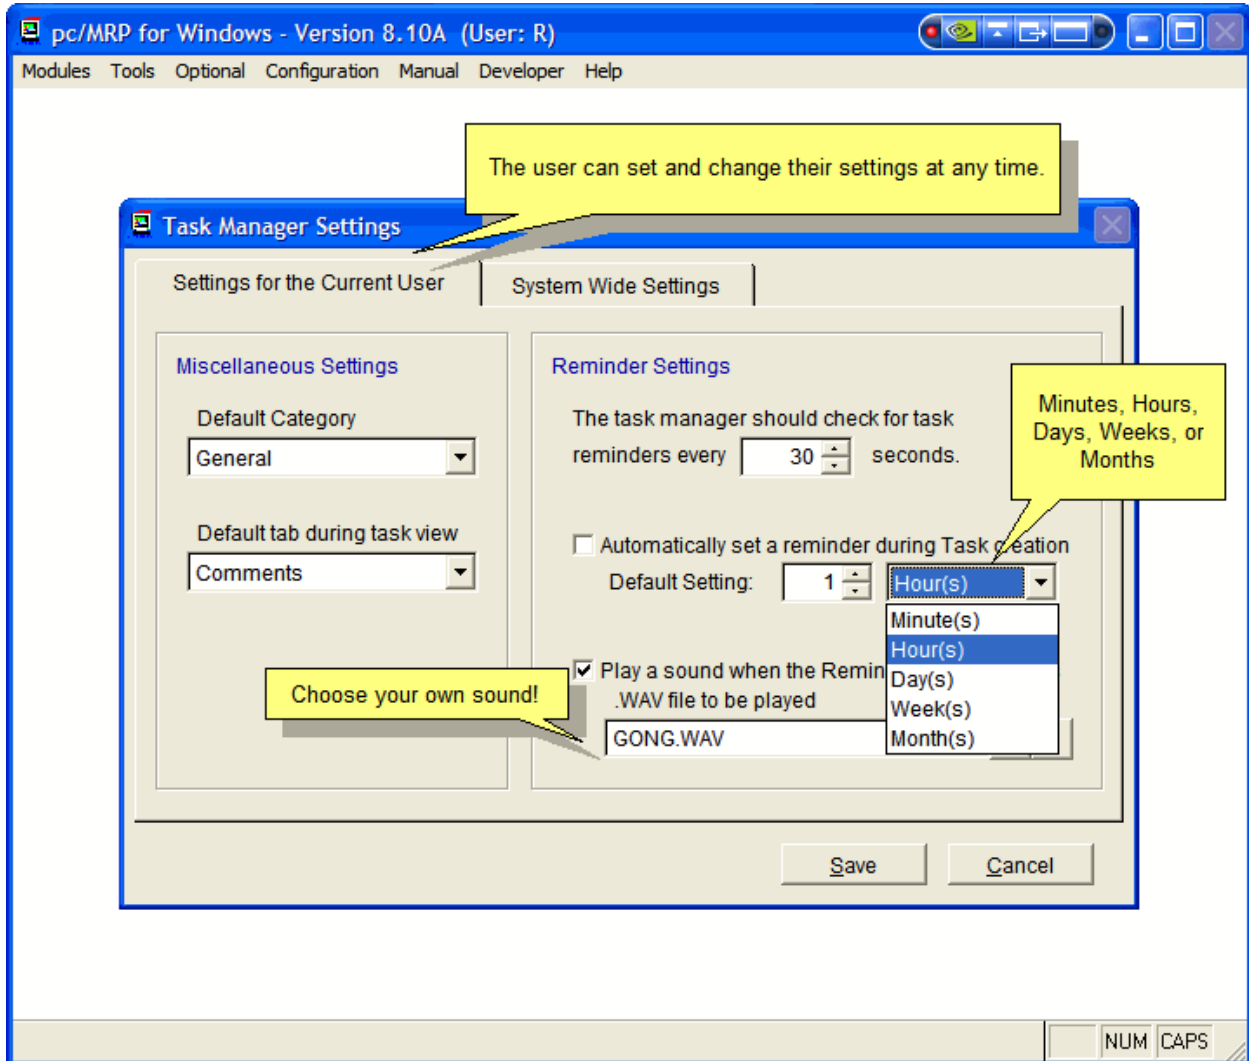 pc/MRP for Windows - Version 8.10A (User: R)
Modules Tools Optional Configuration Manual Developer Help
The user can set and change their settings at any time.
Task Manager Settings
Settings for the Current User
System Wide Settings
Miscellaneous Settings
Default Category
General
Default tab during task view
Comments
Reminder Settings
The task manager should check for task
reminders every 30 seconds.
Minutes, Hours,
Days, Weeks, or
Months
Automatically set a reminder during Task creation
Default Setting: 1 Hour(s)
Minute(s)
Hour(s)
Day(s)
Week(s)
Month(s)
Play a sound when the
.WAV file to be played
GONG.WAV
Choose your own sound!
Save
Cancel
NUM CAPS